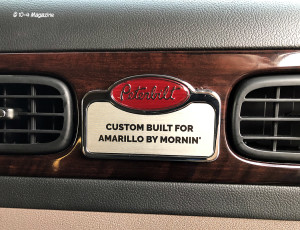 © 10-4 Magazine
Peterbilt
CUSTOM BUILT FOR
AMARILLO BY MORNIN'